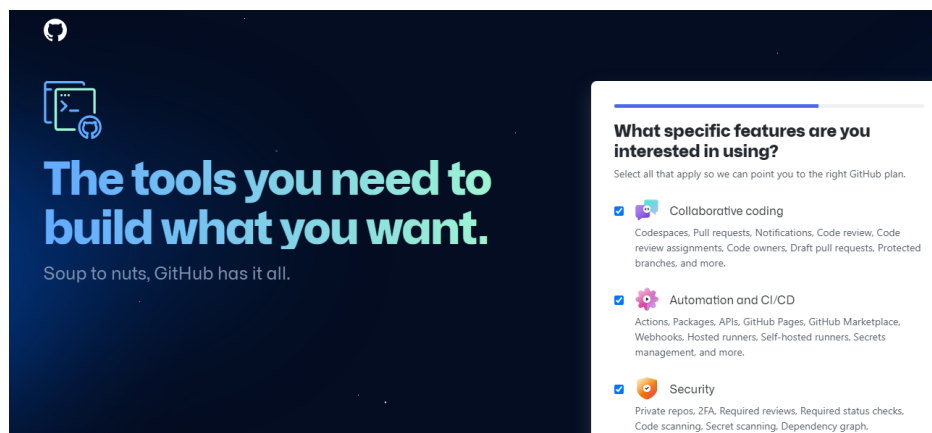 The tools you need to
build what you want.
Soup to nuts, GitHub has it all.
What specific features are you
interested in using?
Select all that apply so we can point you to the right GitHub plan.
Collaborative coding
Codespaces, Pull requests, Notifications, Code review, Code
review assignments, Code owners, Draft pull requests, Protected
branches, and more.
Automation and CI/CD
Actions, Packages, APIs, GitHub Pages, GitHub Marketplace,
Webhooks, Hosted runners, Self-hosted runners, Secrets
management, and more.
Security
Private repos, 2FA, Required reviews, Required status checks,
Code scanning, Secret scanning, Dependency graph,